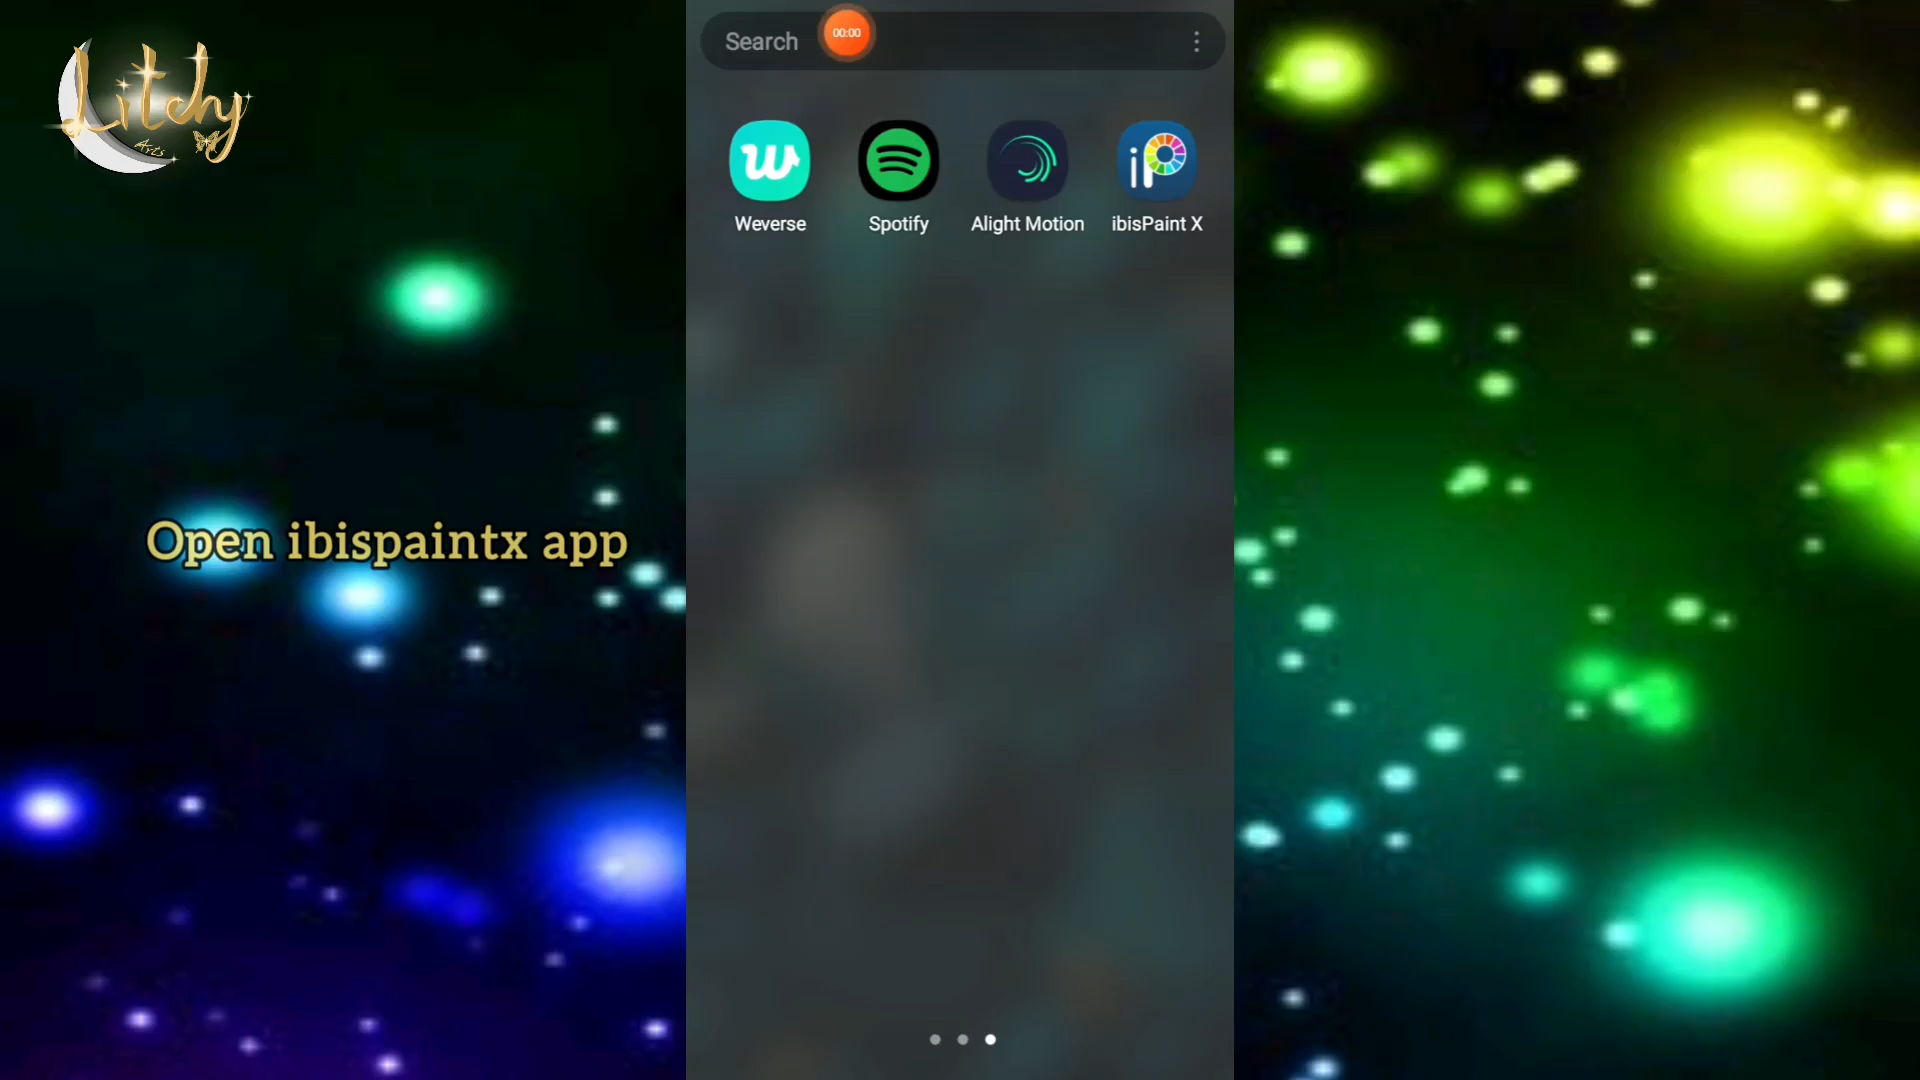 Litchy
Arts
Search
00:00
Weverse
Spotify
Alight Motion
ibisPaint X
Open ibispaintx app